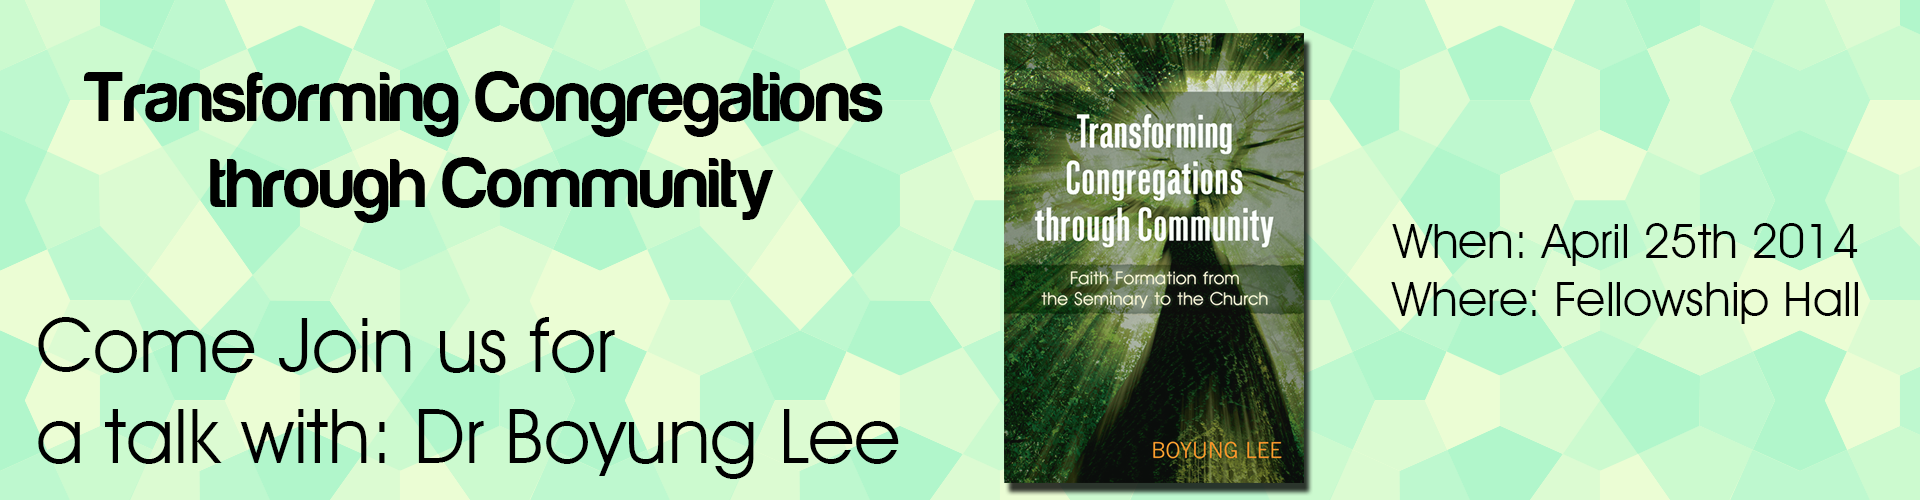 Transforming Congregations
through Community
Come Join us for
a talk with: Dr Boyung Lee
Transforming
Congregations
through Community
Faith Formation from
the Seminary to the Church
BOYUNG LEE
When: April 25th 2014
Where: Fellowship Hall